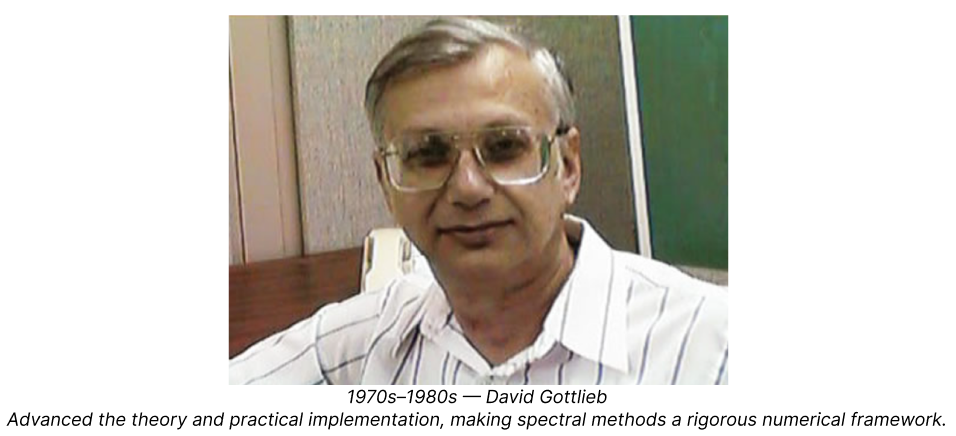 1970s–1980s — David Gottlieb
Advanced the theory and practical implementation, making spectral methods a rigorous numerical framework.